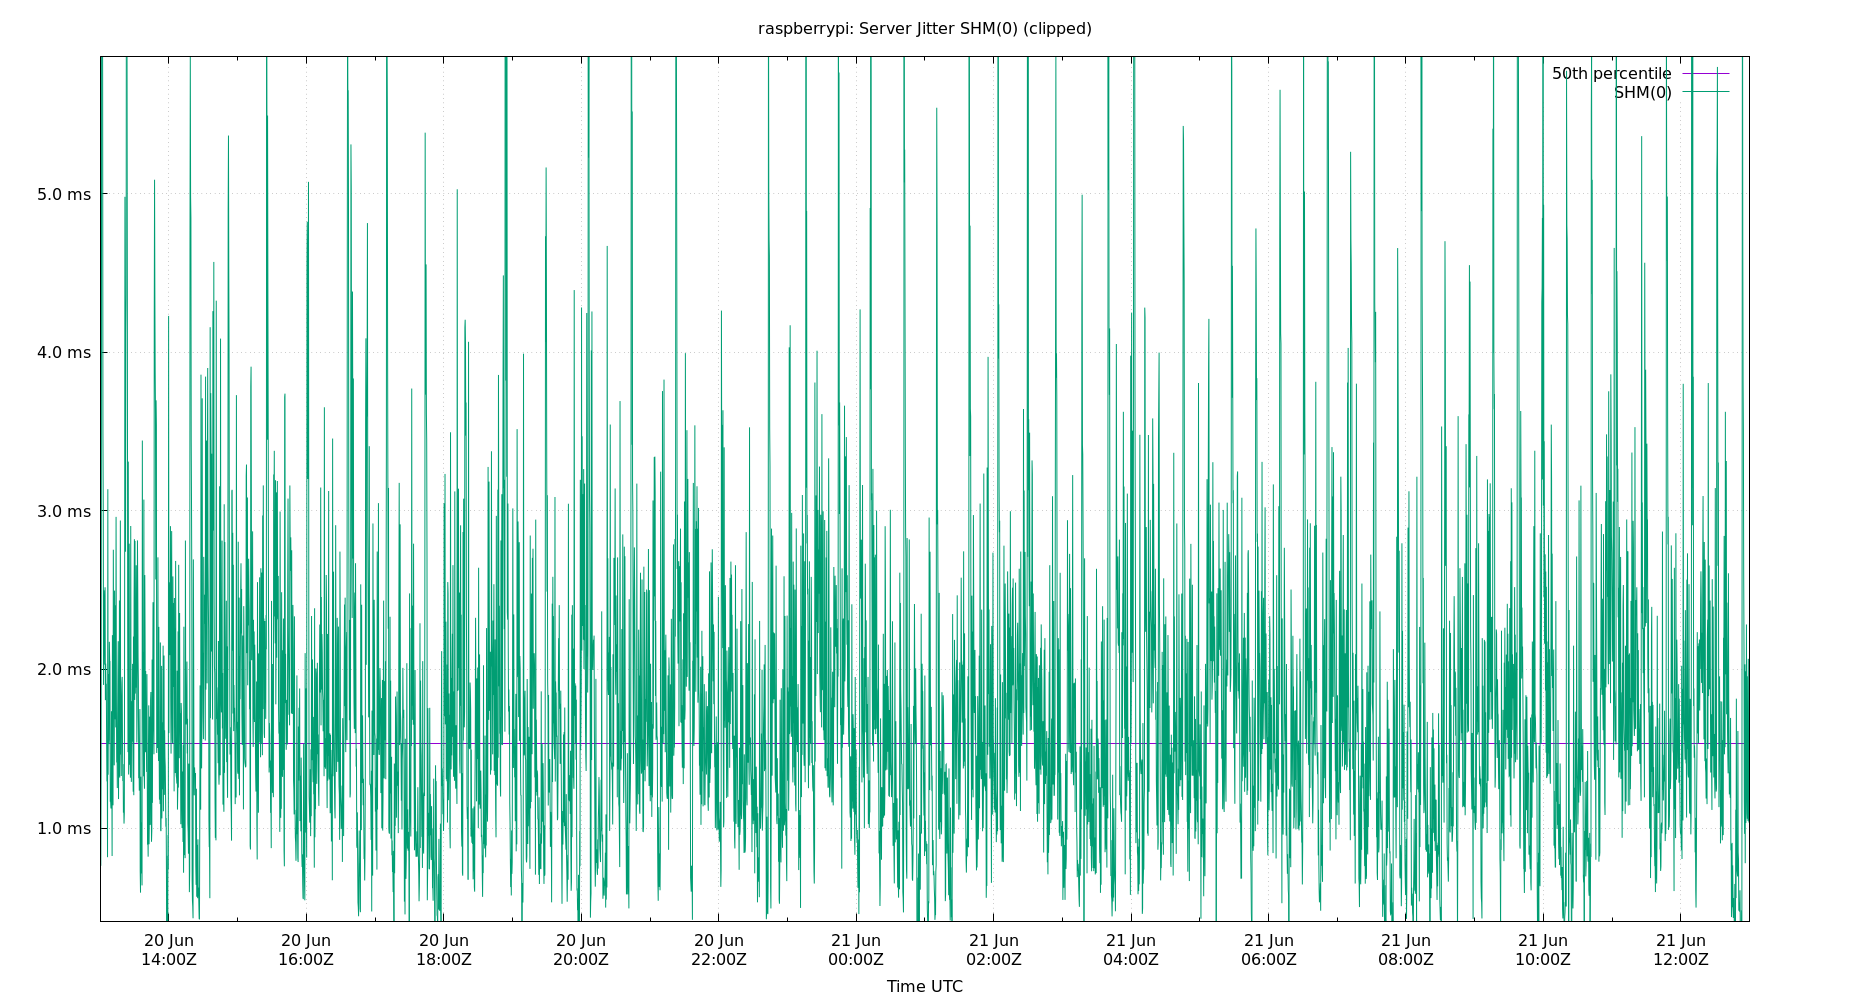 raspberrypi: Server Jitter SHM(0) (clipped)
50th percentile
SHM(0)
5.0 ms
4.0 ms
3.0 ms
2.0 ms
1.0 ms
20 Jun 20 Jun 20 Jun 20 Jun 20 Jun 21 Jun 21 Jun 21 Jun 21 Jun 21 Jun 21 Jun 21 Jun
14:00Z 16:00Z 18:00Z 20:00Z 22:00Z 00:00Z 02:00Z 04:00Z 06:00Z 08:00Z 10:00Z 12:00Z
Time UTC